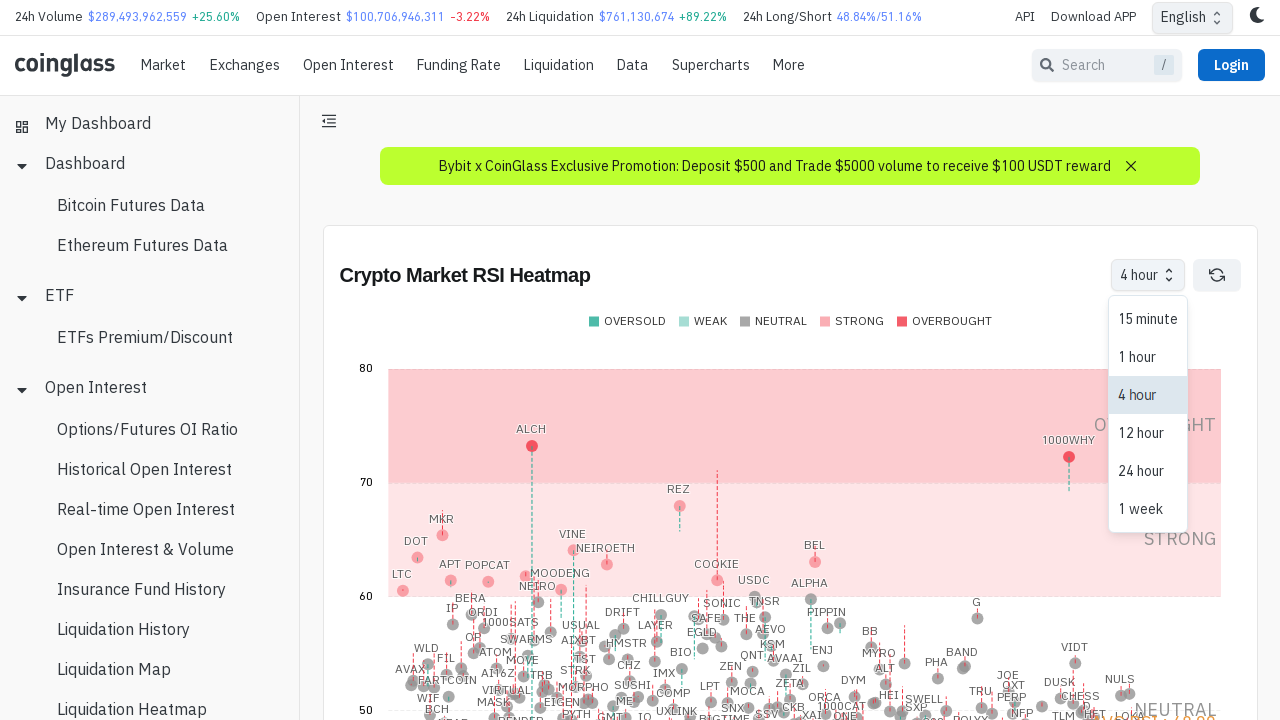 24h Volume $289,493,962,559 +25.60% Open Interest $100,706,946,311 -3.22% 24h Liquidation $761,130,674 +89.22% 24h Long/Short 48.84%/51.16% API Download APP English
coinglass Market Exchanges Open Interest Funding Rate Liquidation Data Supercharts More Search / Login
My Dashboard
Dashboard
Bitcoin Futures Data
Ethereum Futures Data
ETF
ETFs Premium/Discount
Open Interest
Options/Futures OI Ratio
Historical Open Interest
Real-time Open Interest
Open Interest & Volume
Insurance Fund History
Liquidation History
Liquidation Map
Liquidation Heatmap
Bybit x CoinGlass Exclusive Promotion: Deposit $500 and Trade $5000 volume to receive $100 USDT reward
Crypto Market RSI Heatmap
4 hour
15 minute
1 hour
4 hour
12 hour
24 hour
1 week
OVERSOLD WEAK NEUTRAL STRONG OVERBOUGHT
80
ALCH
1000WHY
70
REZ
MKR
VINE
DOT
NEIROETH
BEL
STRONG
APT
POPCAT
COOKIE
LTC
MOODENG
USDC
NEIRO
ALPHA
60
BERA
CHILLGUY
SONIC
TNSR
G
IP
DRIFT
PIPPIN
1000SATS
SAFE
THE
USUAL
LAYER
AEVO
EGLD
BB
SWARMS
HMSTR
KSM
WLD
ATOM
BIO
ENJ
VIDT
FIL
MOVE
TST
QNT
AVAAI
MYRO
BAND
AVAX
CHZ
ZEN
ZIL
ALT
PHA
AI16Z
TRB
STRK
IMX
JOE
FARTCOIN
SUSHI
LPT
ZETA
DYM
DUSK
NULS
VIRTUAL
MORPHO
COMP
MOCA
TRU
WIF
MASK
EIGEN
ME
ORCA
HEI
SWELL
PERP
CHESS
BCH
SNX
CKB
1000CAT
50
NEUTRAL